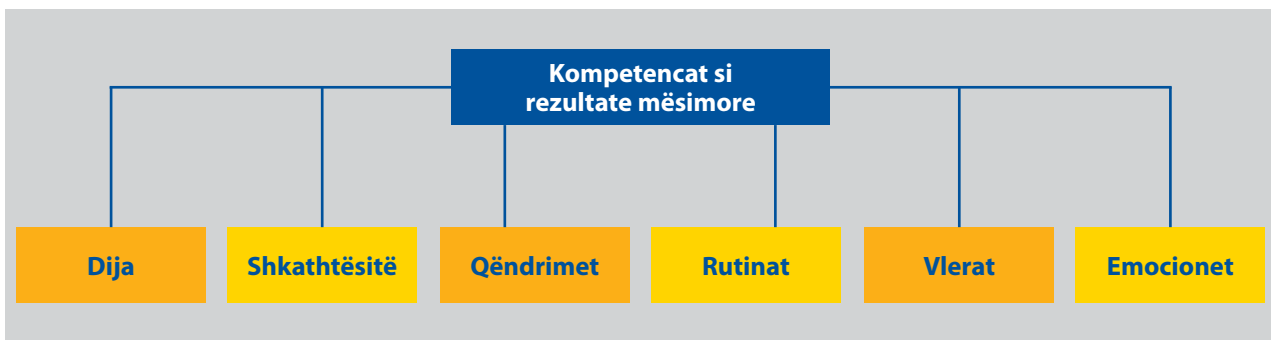 Kompetencat si
rezultate mësimore
Dija
Shkathtësitë
Qëndrimet
Rutinat
Vlerat
Emocionet